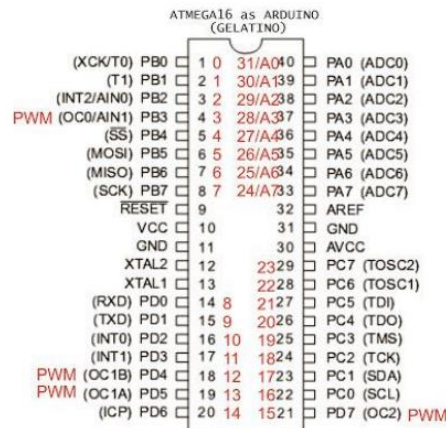 ATMEGA16 as ARDUINO
(GELATINO)
(XCK/T0) PB0 1 0 31/A0 40 PA0 (ADC0)
(T1) PB1 2 1 30/A1 39 PA1 (ADC1)
(INT2/AIN0) PB2 3 2 29/A2 38 PA2 (ADC2)
PWM (OC0/AIN1) PB3 4 3 28/A3 37 PA3 (ADC3)
(SS) PB4 5 4 27/A4 36 PA4 (ADC4)
(MOSI) PB5 6 5 26/A5 35 PA5 (ADC5)
(MISO) PB6 7 6 25/A6 34 PA6 (ADC6)
(SCK) PB7 8 7 24/A7 33 PA7 (ADC7)
RESET 9 32 AREF
VCC 10 31 GND
GND 11 30 AVCC
XTAL2 12 23 29 PC7 (TOSC2)
XTAL1 13 22 28 PC6 (TOSC1)
(RXD) PD0 14 8 21 27 PC5 (TDI)
(TXD) PD1 15 9 20 26 PC4 (TDO)
(INT0) PD2 16 10 19 25 PC3 (TMS)
(INT1) PD3 17 11 18 24 PC2 (TCK)
PWM (OC1B) PD4 18 12 17 23 PC1 (SDA)
PWM (OC1A) PD5 19 13 16 22 PC0 (SCL)
(ICP) PD6 20 14 15 21 PD7 (OC2) PWM